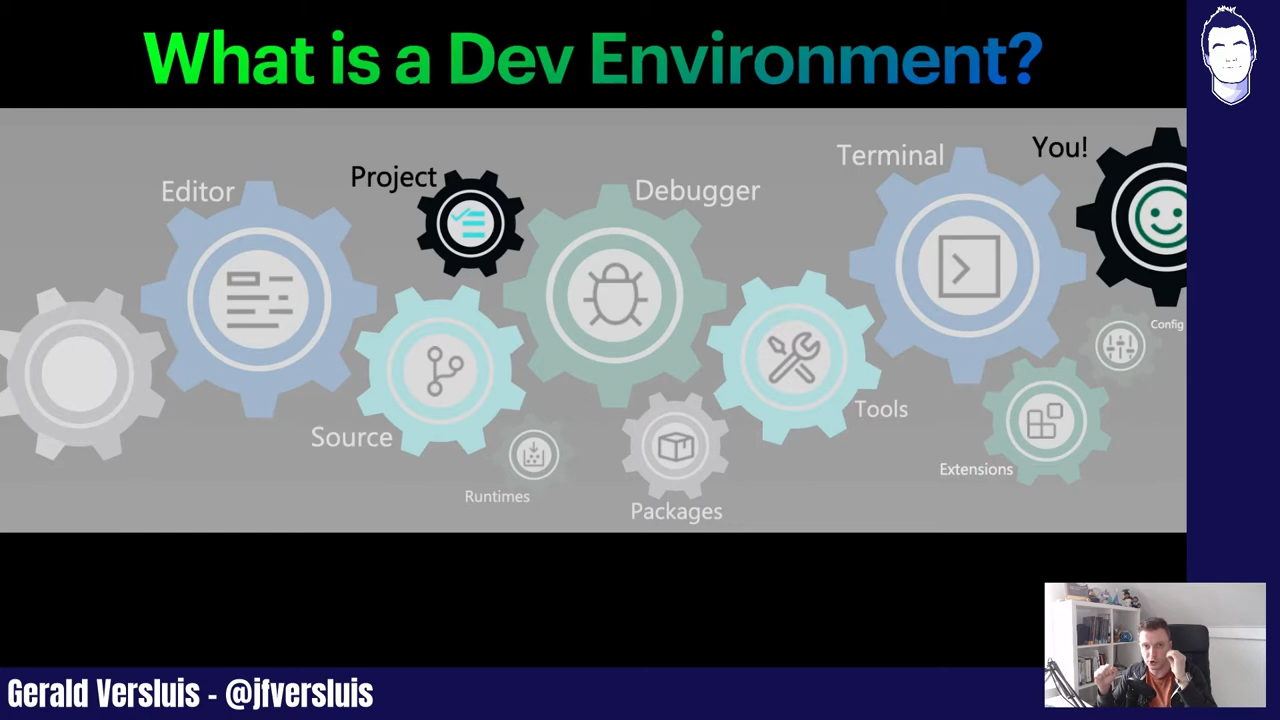 What is a Dev Environment?
Editor
Project
Debugger
Terminal
You!
Source
Runtimes
Packages
Tools
Extensions
Config
Gerald Versluis - @jfversluis